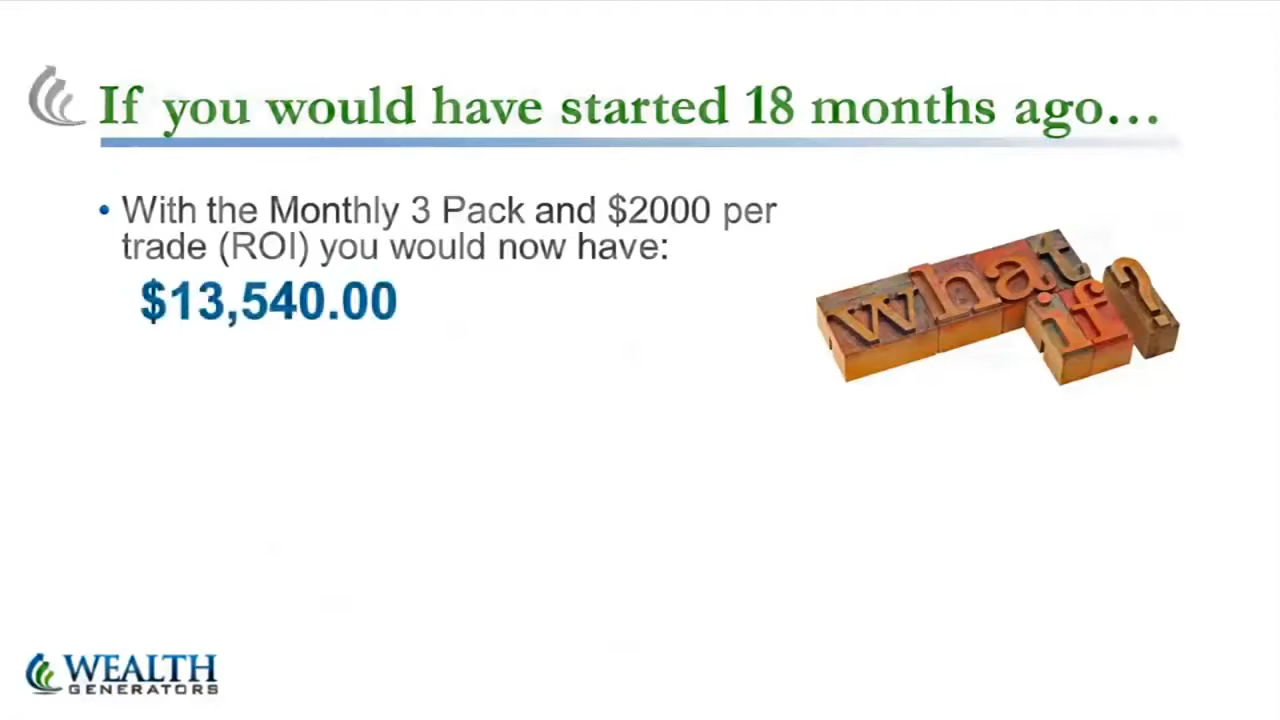 If you would have started 18 months ago...
• With the Monthly 3 Pack and $2000 per
trade (ROI) you would now have:
$13,540.00
what
if?
WEALTH
GENERATORS